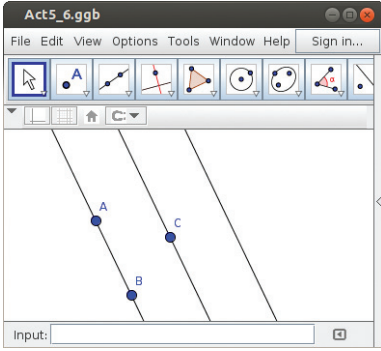 Act5_6.ggb
File Edit View Options Tools Window Help Sign in...
A
α
A
C
B
Input: